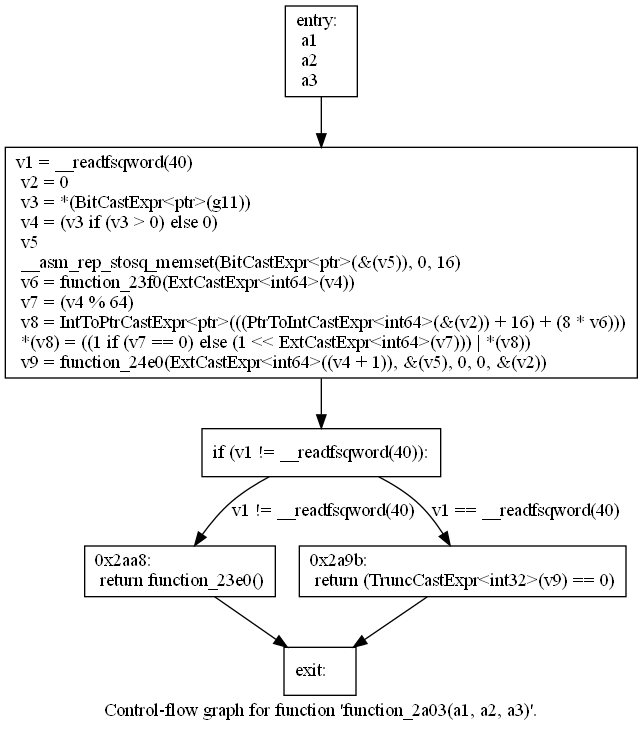 entry:
a1
a2
a3
v1 = __readfsqword(40)
v2 = 0
v3 = *(BitCastExpr<ptr>(g11))
v4 = (v3 if (v3 > 0) else 0)
v5
__asm_rep_stosq_memset(BitCastExpr<ptr>(&(v5)), 0, 16)
v6 = function_23f0(ExtCastExpr<int64>(v4))
v7 = (v4 % 64)
v8 = IntToPtrCastExpr<ptr>(((PtrToIntCastExpr<int64>(&(v2)) + 16) + (8 * v6)))
*(v8) = ((1 if (v7 == 0) else (1 << ExtCastExpr<int64>(v7))) | *(v8))
v9 = function_24e0(ExtCastExpr<int64>((v4 + 1)), &(v5), 0, 0, &(v2))
if (v1 != __readfsqword(40)):
v1 != __readfsqword(40)
v1 == __readfsqword(40)
0x2aa8:
return function_23e0()
0x2a9b:
return (TruncCastExpr<int32>(v9) == 0)
exit:
Control-flow graph for function 'function_2a03(a1, a2, a3)'.